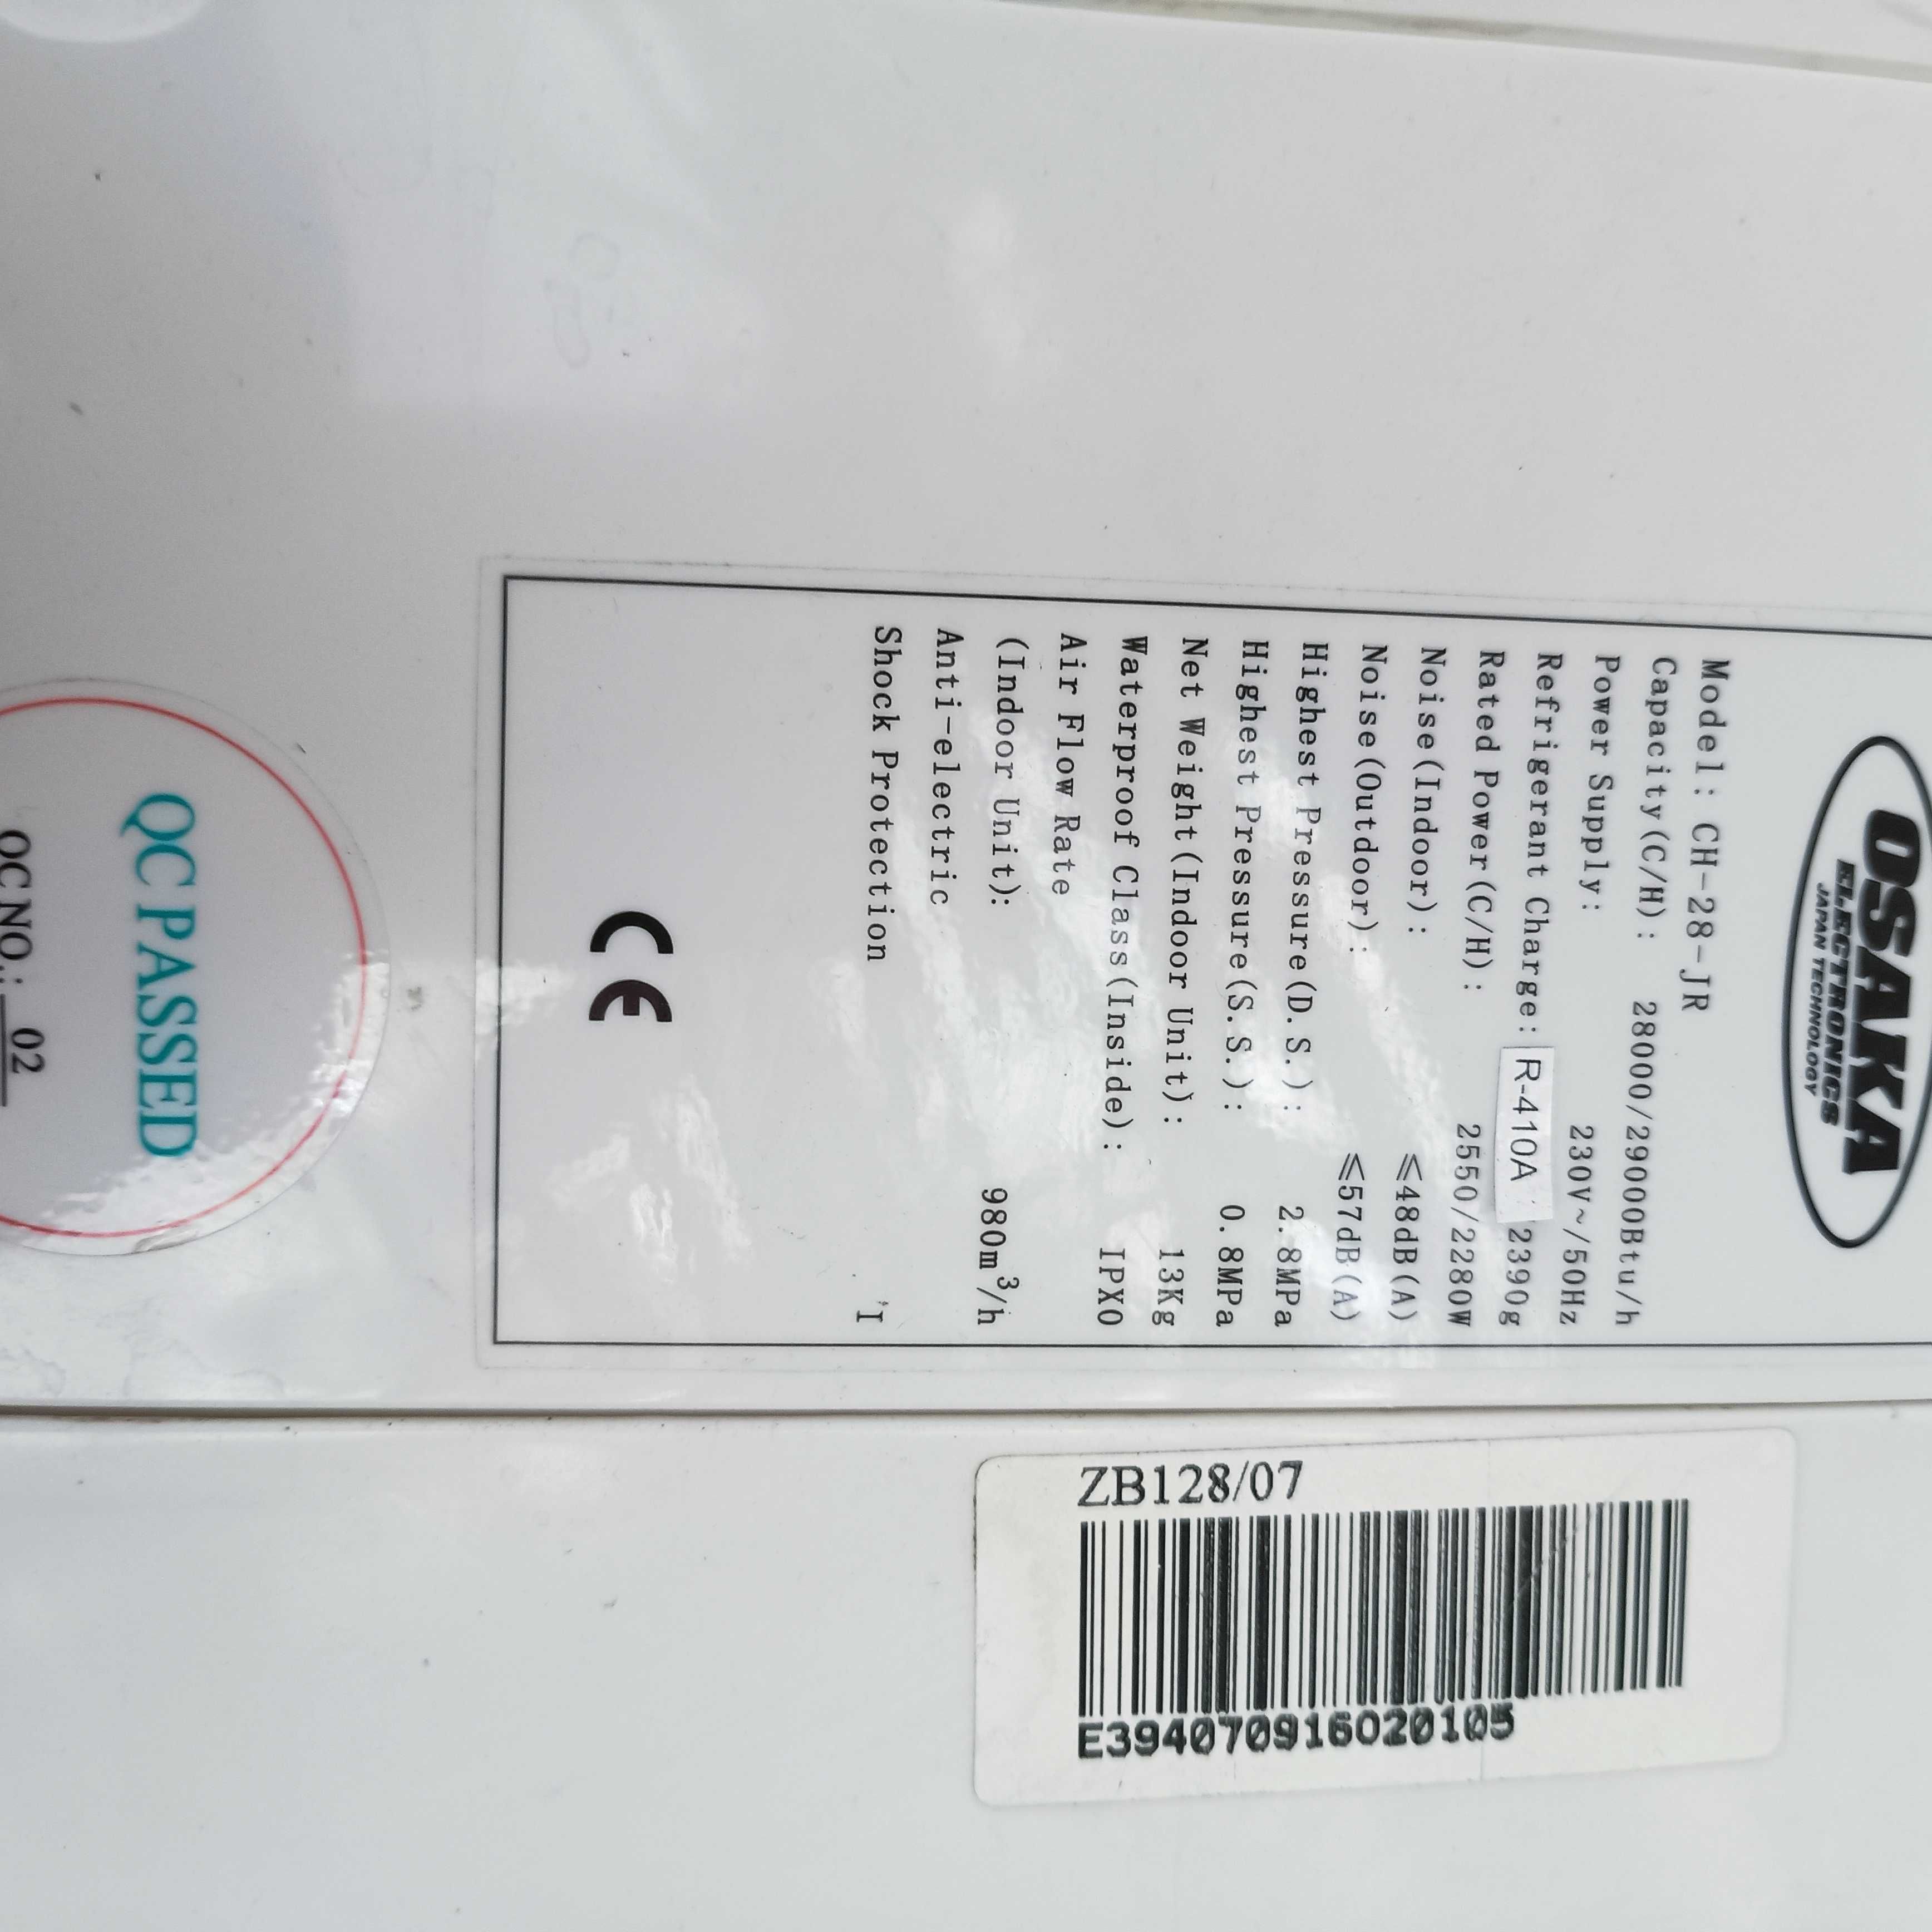 OSAKA
ELECTRONICS
JAPAN TECHNOLOGY
Model: CH-28-JR
Capacity(C/H): 28000/29000Btu/h
Power Supply: 230V~/50Hz
Refrigerant Charge: R-410A 2390g
Rated Power(C/H): 2550/2280W
Noise(Indoor): ≤48dB(A)
Noise(Outdoor): ≤57dB(A)
Highest Pressure(D.S.): 2.8MPa
Highest Pressure(S.S.): 0.8MPa
Net Weight(Indoor Unit): 13Kg
Waterproof Class(Inside): IPX0
Air Flow Rate
(Indoor Unit): 980m³/h
Anti-electric
Shock Protection I
CE
QC PASSED
QC NO.: 02
ZB128/07
E394070916020105